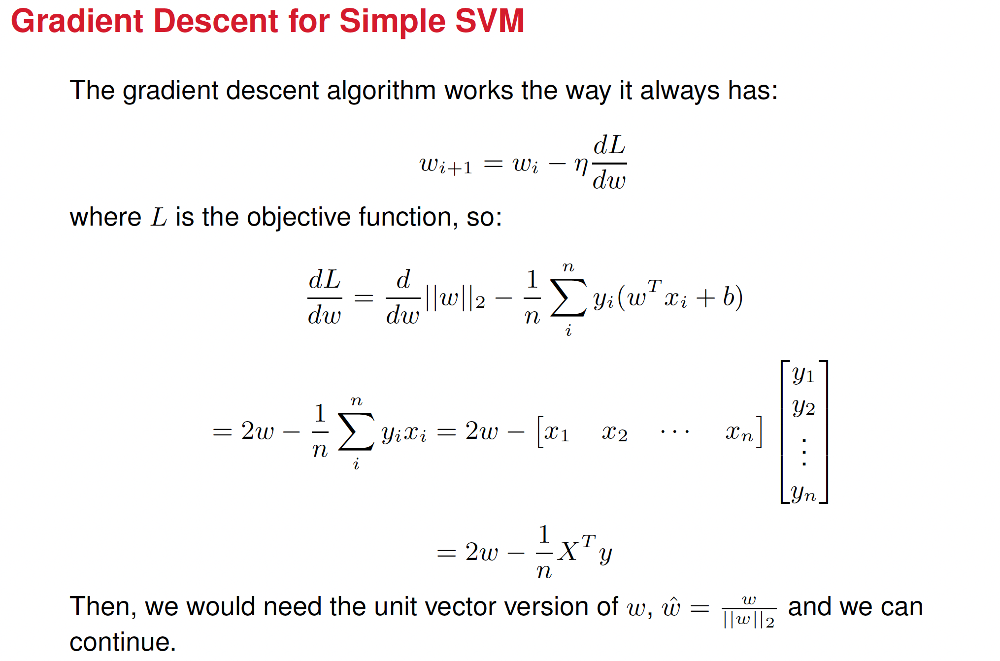 Gradient Descent for Simple SVM
The gradient descent algorithm works the way it always has:
$w_{i+1} = w_i - \eta \frac{dL}{dw}$
where $L$ is the objective function, so:
$\frac{dL}{dw} = \frac{d}{dw} ||w||_2 - \frac{1}{n} \sum_{i}^{n} y_i (w^T x_i + b)$
$= 2w - \frac{1}{n} \sum_{i}^{n} y_i x_i = 2w - \begin{bmatrix} x_1 & x_2 & \cdots & x_n \end{bmatrix} \begin{bmatrix} y_1 \\ y_2 \\ \vdots \\ y_n \end{bmatrix}$
$= 2w - \frac{1}{n} X^T y$
Then, we would need the unit vector version of $w$, $\hat{w} = \frac{w}{||w||_2}$ and we can
continue.